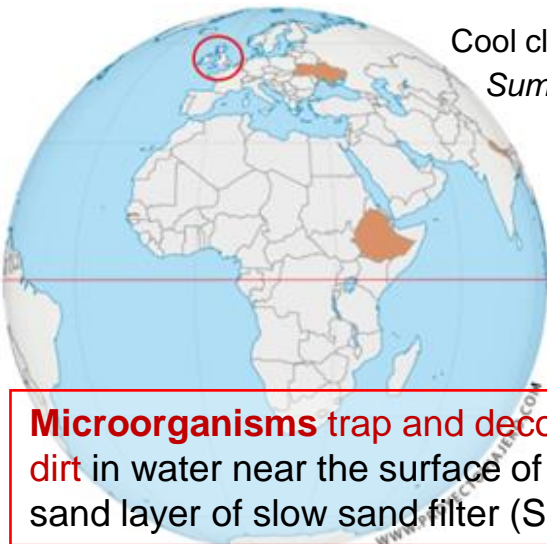 Cool cl
Sum
Microorganisms trap and deco
dirt in water near the surface of
sand layer of slow sand filter (S